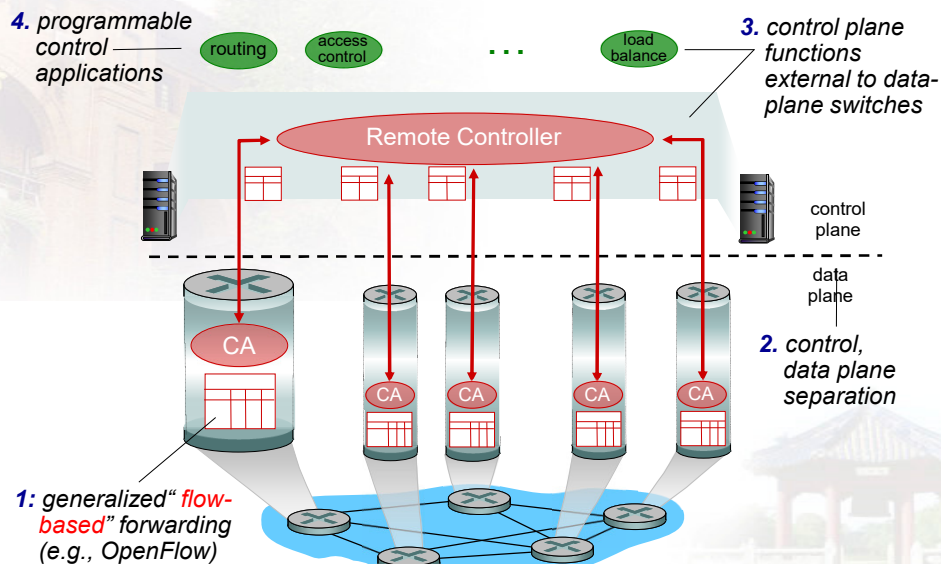 4. programmable
control
applications
routing
access
control
...
load
balance
3. control plane
functions
external to data-
plane switches
Remote Controller
control
plane
data
plane
CA
CA
CA
CA
CA
2. control,
data plane
separation
1: generalized“ flow-
based” forwarding
(e.g., OpenFlow)